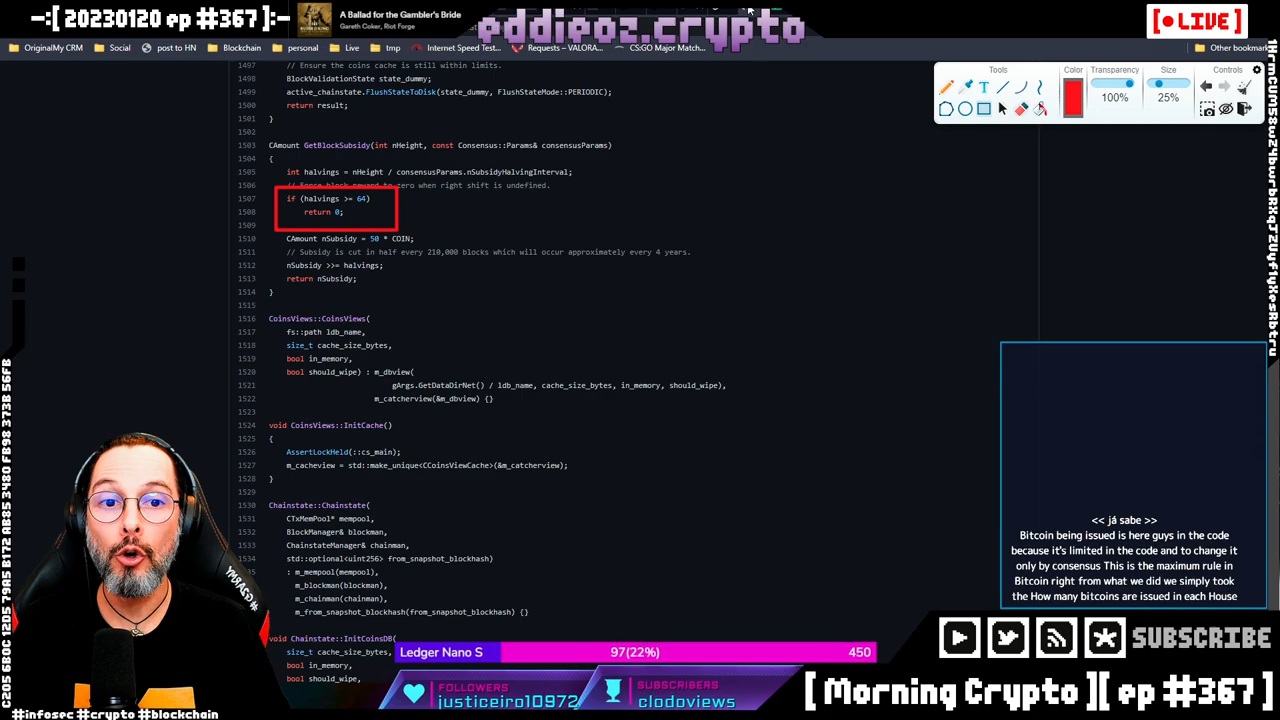 -:[ 20230120 ep #367 ]:-
A Ballad for the Gambler's Bride
Gareth Coker, Riot Forge
eddieoz.crypto
[ LIVE ]
OriginalMy CRM
Social
post to HN
Blockchain
personal
Live
tmp
Internet Speed Test...
Requests – VALORA...
CS:GO Major Match...
Other bookmar
Tools
Color
Transparency
Size
Controls
100%
25%
1497 // Ensure the coins cache is still within limits.
1498 BlockValidationState state_dummy;
1499 active_chainstate.FlushStateToDisk(state_dummy, FlushStateMode::PERIODIC);
1500 return result;
1501 }
1502
1503 CAmount GetBlockSubsidy(int nHeight, const Consensus::Params& consensusParams)
1504 {
1505 int halvings = nHeight / consensusParams.nSubsidyHalvingInterval;
1506 // Force block reward to zero when right shift is undefined.
1507 if (halvings >= 64)
1508 return 0;
1509
1510 CAmount nSubsidy = 50 * COIN;
1511 // Subsidy is cut in half every 210,000 blocks which will occur approximately every 4 years.
1512 nSubsidy >>= halvings;
1513 return nSubsidy;
1514 }
1515
1516 CoinsViews::CoinsViews(
1517 fs::path ldb_name,
1518 size_t cache_size_bytes,
1519 bool in_memory,
1520 bool should_wipe) : m_dbview(
1521 gArgs.GetDataDirNet() / ldb_name, cache_size_bytes, in_memory, should_wipe),
1522 m_catcherview(&m_dbview) {}
1523
1524 void CoinsViews::InitCache()
1525 {
1526 AssertLockHeld(::cs_main);
1527 m_cacheview = std::make_unique<CCoinsViewCache>(&m_catcherview);
1528 }
1529
1530 Chainstate::Chainstate(
1531 CTxMemPool* mempool,
1532 BlockManager& blockman,
1533 ChainstateManager& chainman,
1534 std::optional<uint256> from_snapshot_blockhash)
: m_mempool(mempool),
m_blockman(blockman),
m_chainman(chainman),
m_from_snapshot_blockhash(from_snapshot_blockhash) {}
void Chainstate::InitCoinsDB(
size_t cache_size_bytes,
bool in_memory,
bool should_wipe,
<< já sabe >>
Bitcoin being issued is here guys in the code
because it's limited in the code and to change it
only by consensus This is the maximum rule in
Bitcoin right from what we did we simply took
the How many bitcoins are issued in each House
Ledger Nano S
97(22%)
450
SUBSCRIBE
FOLLOWERS
justiceiro10972
SUBSCRIBERS
clodoviews
[ Morning Crypto ][ ep #367 ]
#infosec #crypto #blockchain